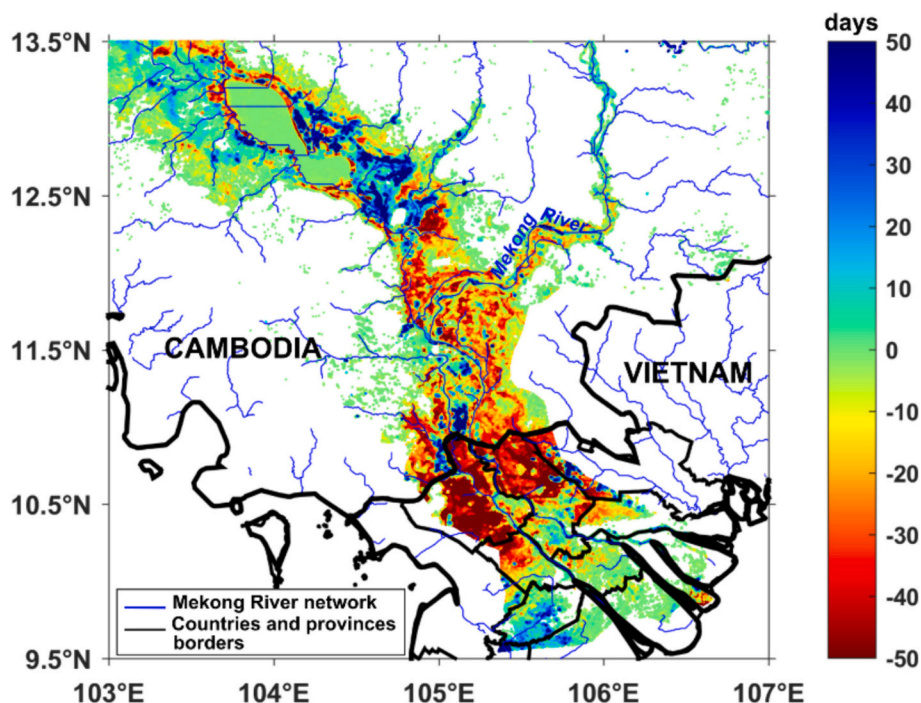 days
13.5°N
12.5°N
11.5°N
10.5°N
9.5°N
103°E
104°E
105°E
106°E
107°E
50
40
30
20
10
0
-10
-20
-30
-40
-50
Mekong River
CAMBODIA
VIETNAM
Mekong River network
Countries and provinces
borders